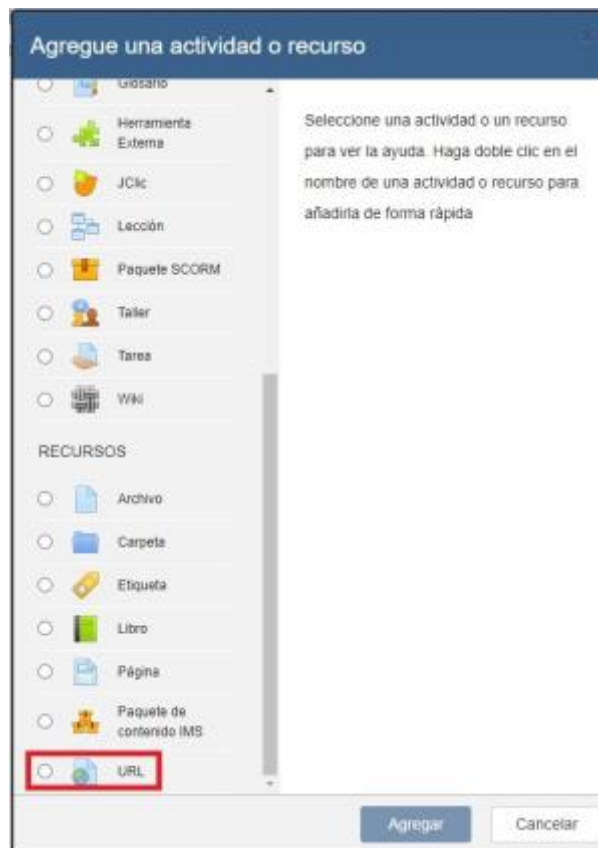 Agregue una actividad o recurso
Glosario
Herramienta
Externa
JClic
Lección
Paquete SCORM
Taller
Tarea
Wiki
RECURSOS
Archivo
Carpeta
Etiqueta
Libro
Página
Paquete de
contenido IMS
URL
Seleccione una actividad o un recurso
para ver la ayuda. Haga doble clic en el
nombre de una actividad o recurso para
añadirla de forma rápida
Agregar
Cancelar